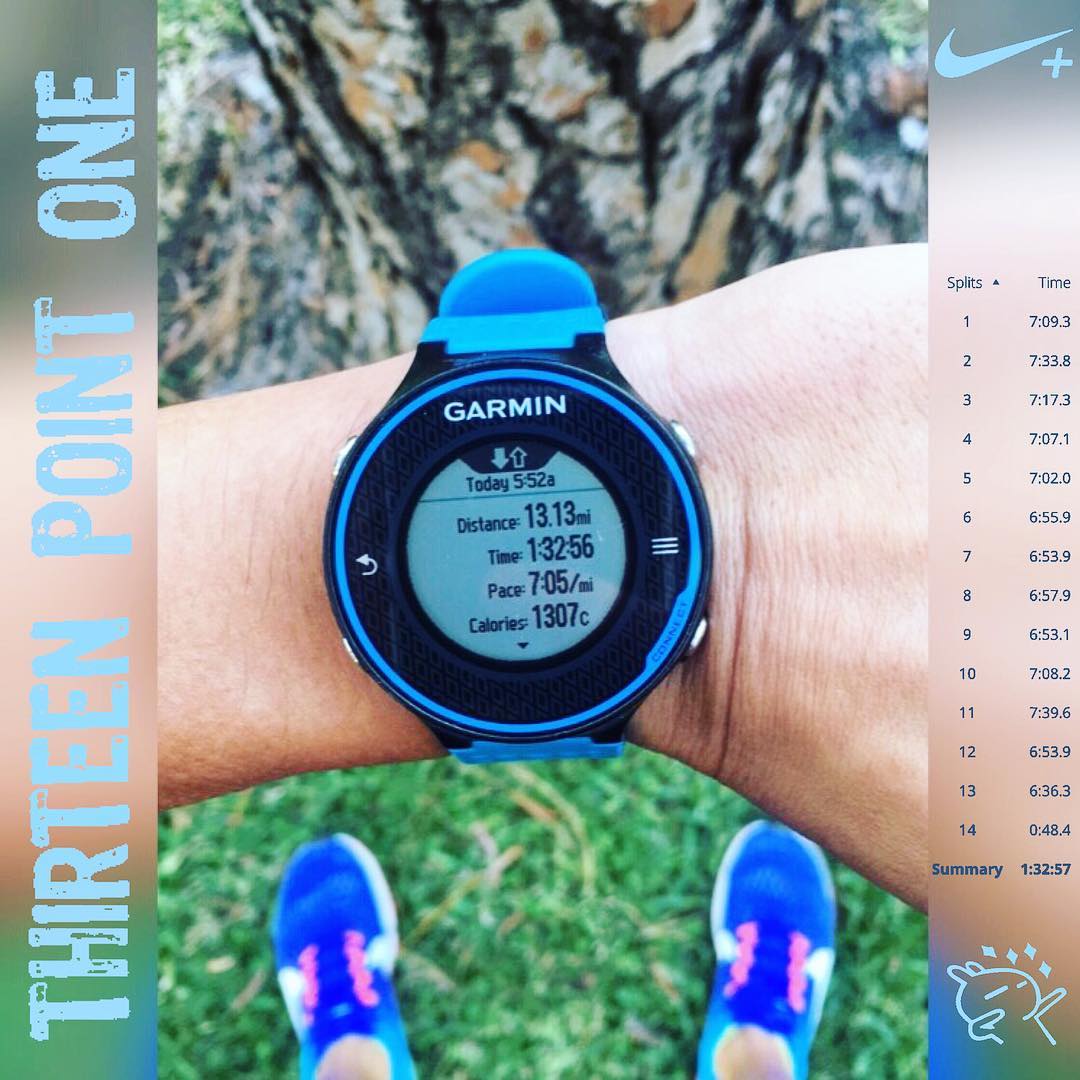 THIRTEEN POINT ONE
GARMIN
Today 5:52a
Distance: 13.13mi
Time: 1:32:56
Pace: 7:05/mi
Calories: 1307c
CONNECT
+
Splits ▲ Time
1 7:09.3
2 7:33.8
3 7:17.3
4 7:07.1
5 7:02.0
6 6:55.9
7 6:53.9
8 6:57.9
9 6:53.1
10 7:08.2
11 7:39.6
12 6:53.9
13 6:36.3
14 0:48.4
Summary 1:32:57